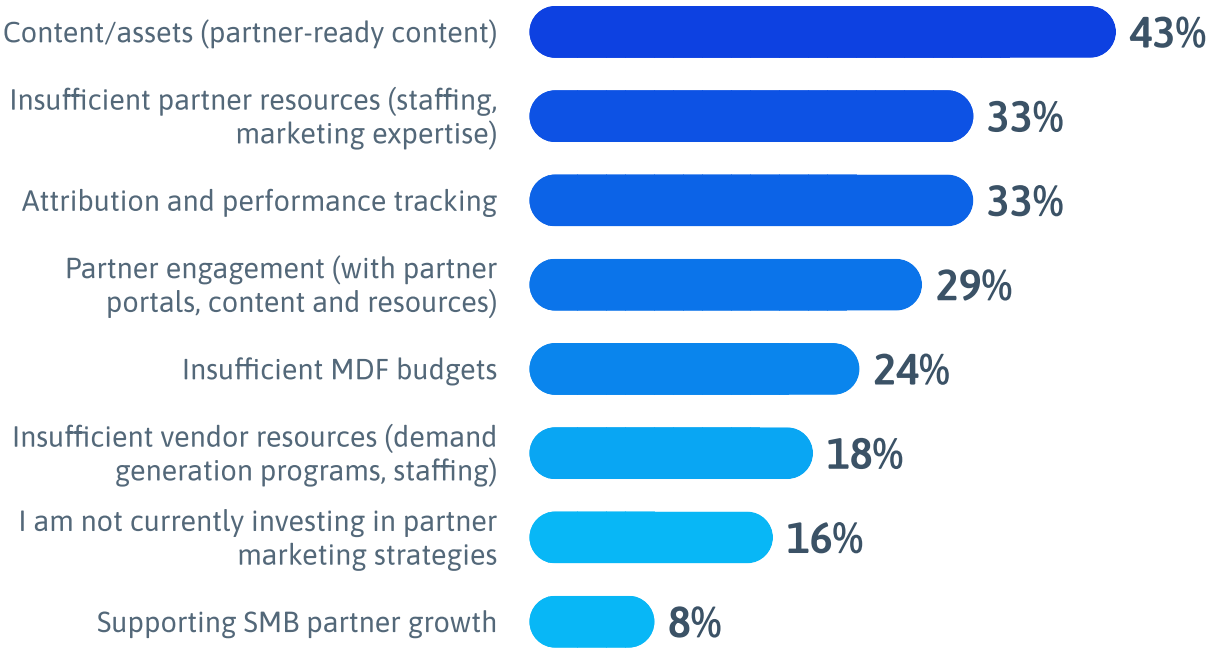 Content/assets (partner-ready content)
43%
Insufficient partner resources (staffing,
marketing expertise)
33%
Attribution and performance tracking
33%
Partner engagement (with partner
portals, content and resources)
29%
Insufficient MDF budgets
24%
Insufficient vendor resources (demand
generation programs, staffing)
18%
I am not currently investing in partner
marketing strategies
16%
Supporting SMB partner growth
8%